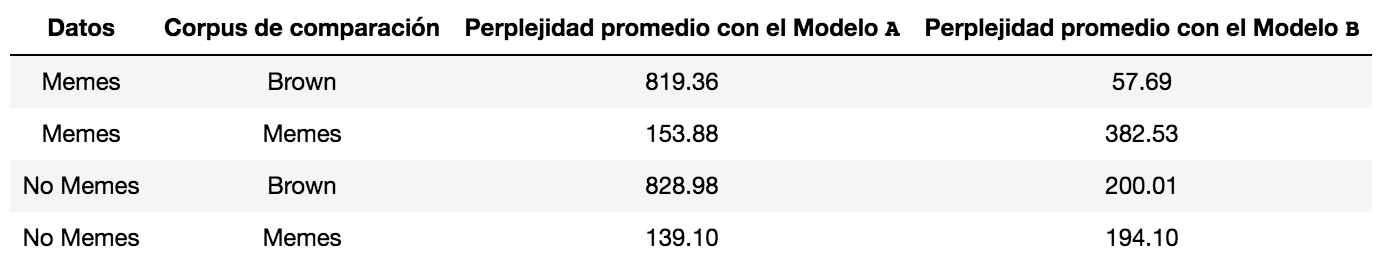 Datos Corpus de comparación Perplejidad promedio con el Modelo A Perplejidad promedio con el Modelo B
Memes Brown 819.36 57.69
Memes Memes 153.88 382.53
No Memes Brown 828.98 200.01
No Memes Memes 139.10 194.10